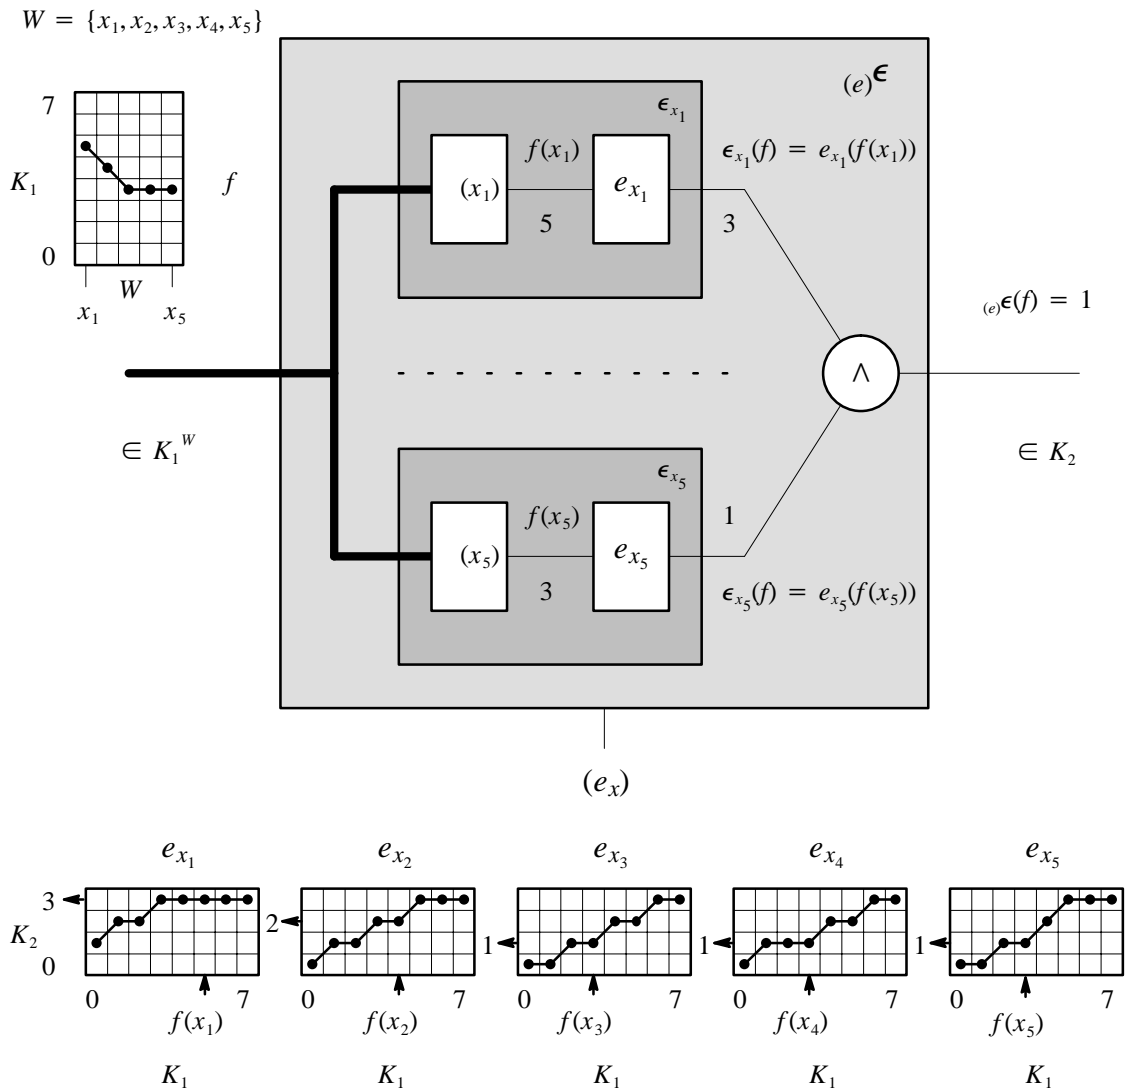 W = {x₁, x₂, x₃, x₄, x₅}
7
K₁
0
f
W
x₁ x₅
₍ₑ₎ϵ
ϵₓ₁
f(x₁)
(x₁)
eₓ₁
5
ϵₓ₁(f) = eₓ₁(f(x₁))
3
₍ₑ₎ϵ(f) = 1
∧
∈ K₁ᵂ
∈ K₂
ϵₓ₅
f(x₅)
(x₅)
eₓ₅
3
1
ϵₓ₅(f) = eₓ₅(f(x₅))
(eₓ)
eₓ₁ eₓ₂ eₓ₃ eₓ₄ eₓ₅
3 2 1 1 1
K₂
0
0 7 0 7 0 7 0 7 0 7
f(x₁) f(x₂) f(x₃) f(x₄) f(x₅)
K₁ K₁ K₁ K₁ K₁